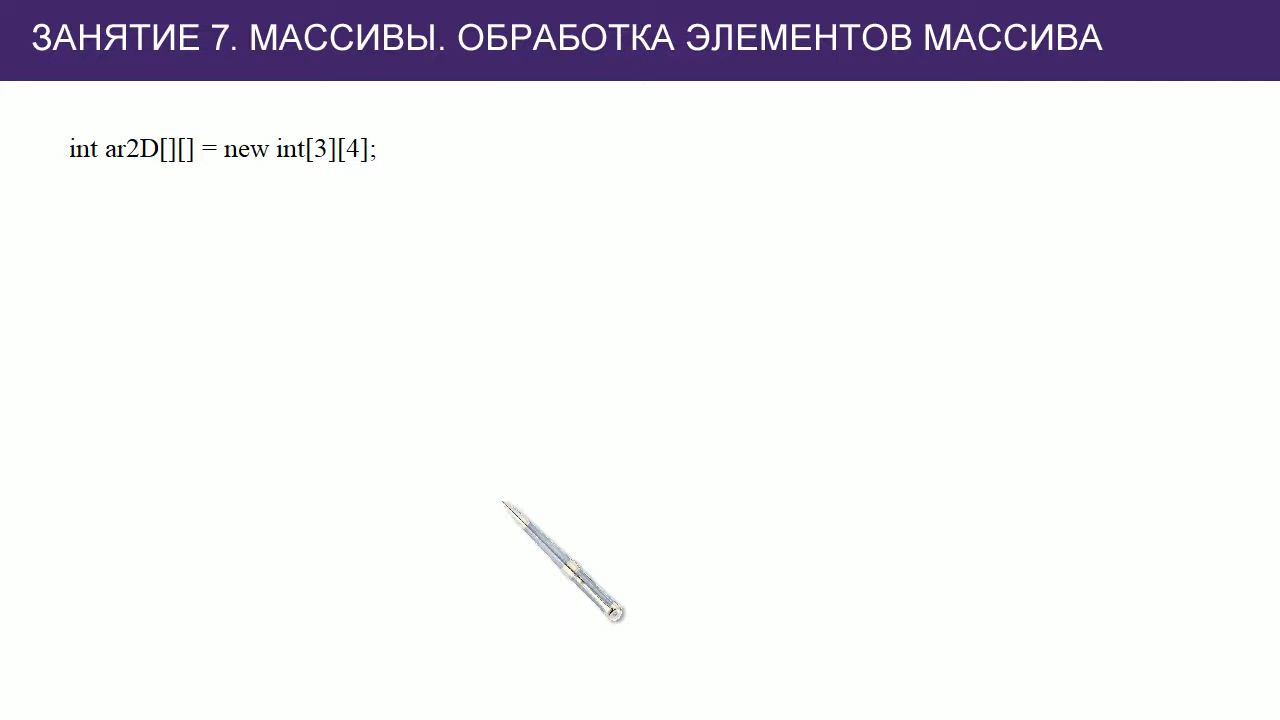 ЗАНЯТИЕ 7. МАССИВЫ. ОБРАБОТКА ЭЛЕМЕНТОВ МАССИВА
int ar2D[][] = new int[3][4];